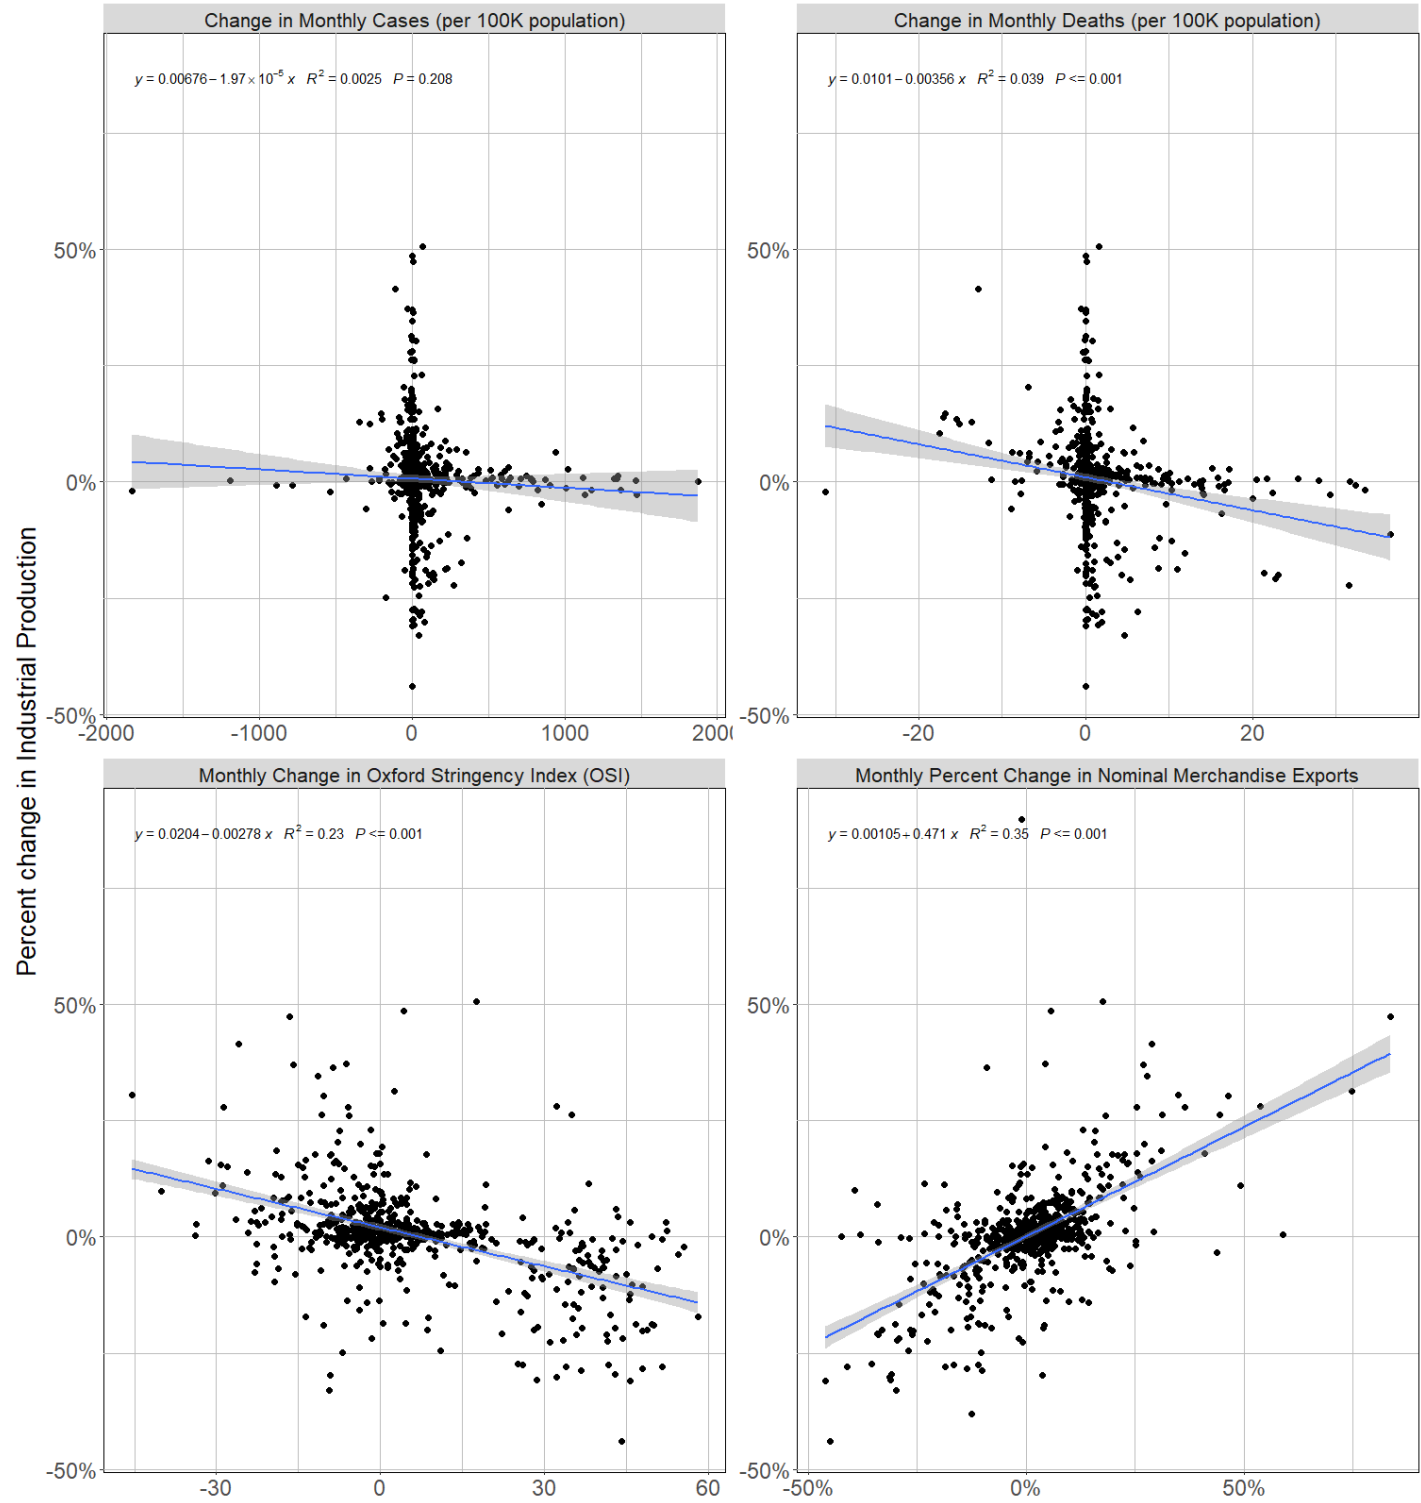 Change in Monthly Cases (per 100K population)
Change in Monthly Deaths (per 100K population)
y = 0.00676 − 1.97 × 10⁻⁵ x R² = 0.0025 P = 0.208
y = 0.0101 − 0.00356 x R² = 0.039 P <= 0.001
50%
0%
-50%
50%
0%
-50%
-2000 -1000 0 1000 2000
-20 0 20
Percent change in Industrial Production
Monthly Change in Oxford Stringency Index (OSI)
Monthly Percent Change in Nominal Merchandise Exports
y = 0.0204 − 0.00278 x R² = 0.23 P <= 0.001
y = 0.00105 + 0.471 x R² = 0.35 P <= 0.001
50%
0%
-50%
50%
0%
-50%
-30 0 30 60
-50% 0% 50%